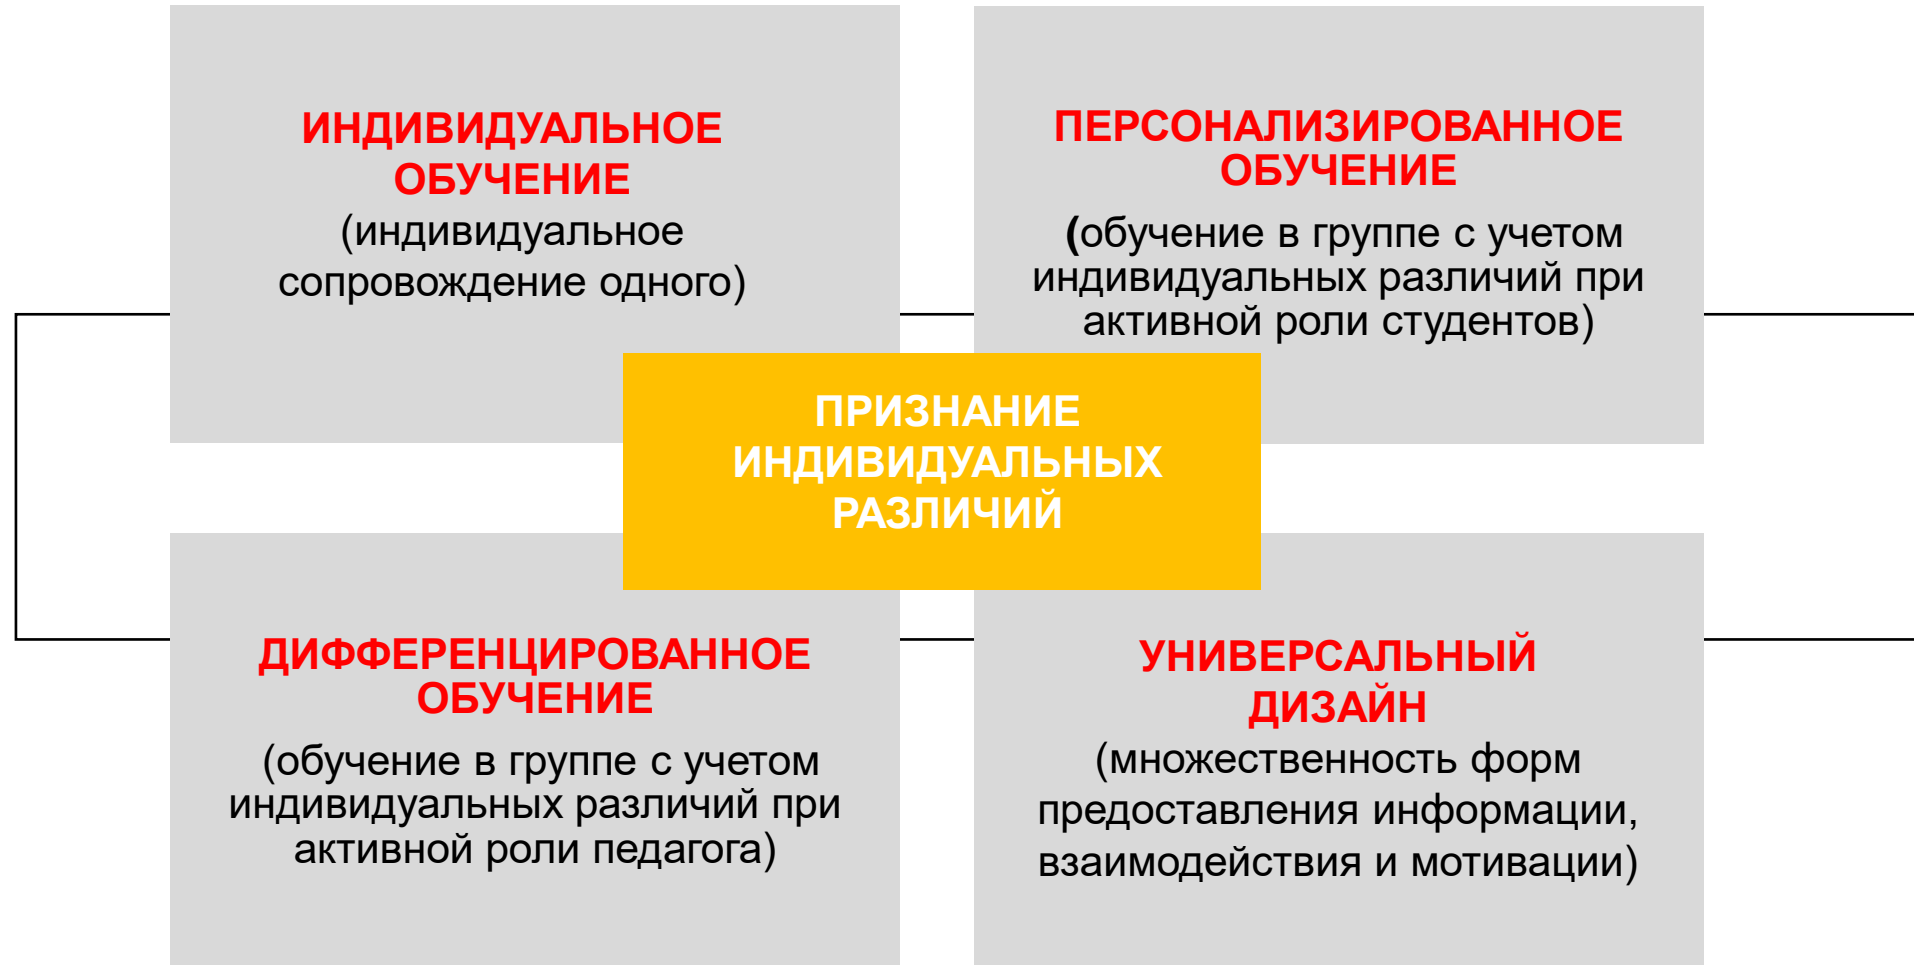 ИНДИВИДУАЛЬНОЕ
ОБУЧЕНИЕ
(индивидуальное
сопровождение одного)
ПЕРСОНАЛИЗИРОВАННОЕ
ОБУЧЕНИЕ
(обучение в группе с учетом
индивидуальных различий при
активной роли студентов)
ПРИЗНАНИЕ
ИНДИВИДУАЛЬНЫХ
РАЗЛИЧИЙ
ДИФФЕРЕНЦИРОВАННОЕ
ОБУЧЕНИЕ
(обучение в группе с учетом
индивидуальных различий при
активной роли педагога)
УНИВЕРСАЛЬНЫЙ
ДИЗАЙН
(множественность форм
предоставления информации,
взаимодействия и мотивации)